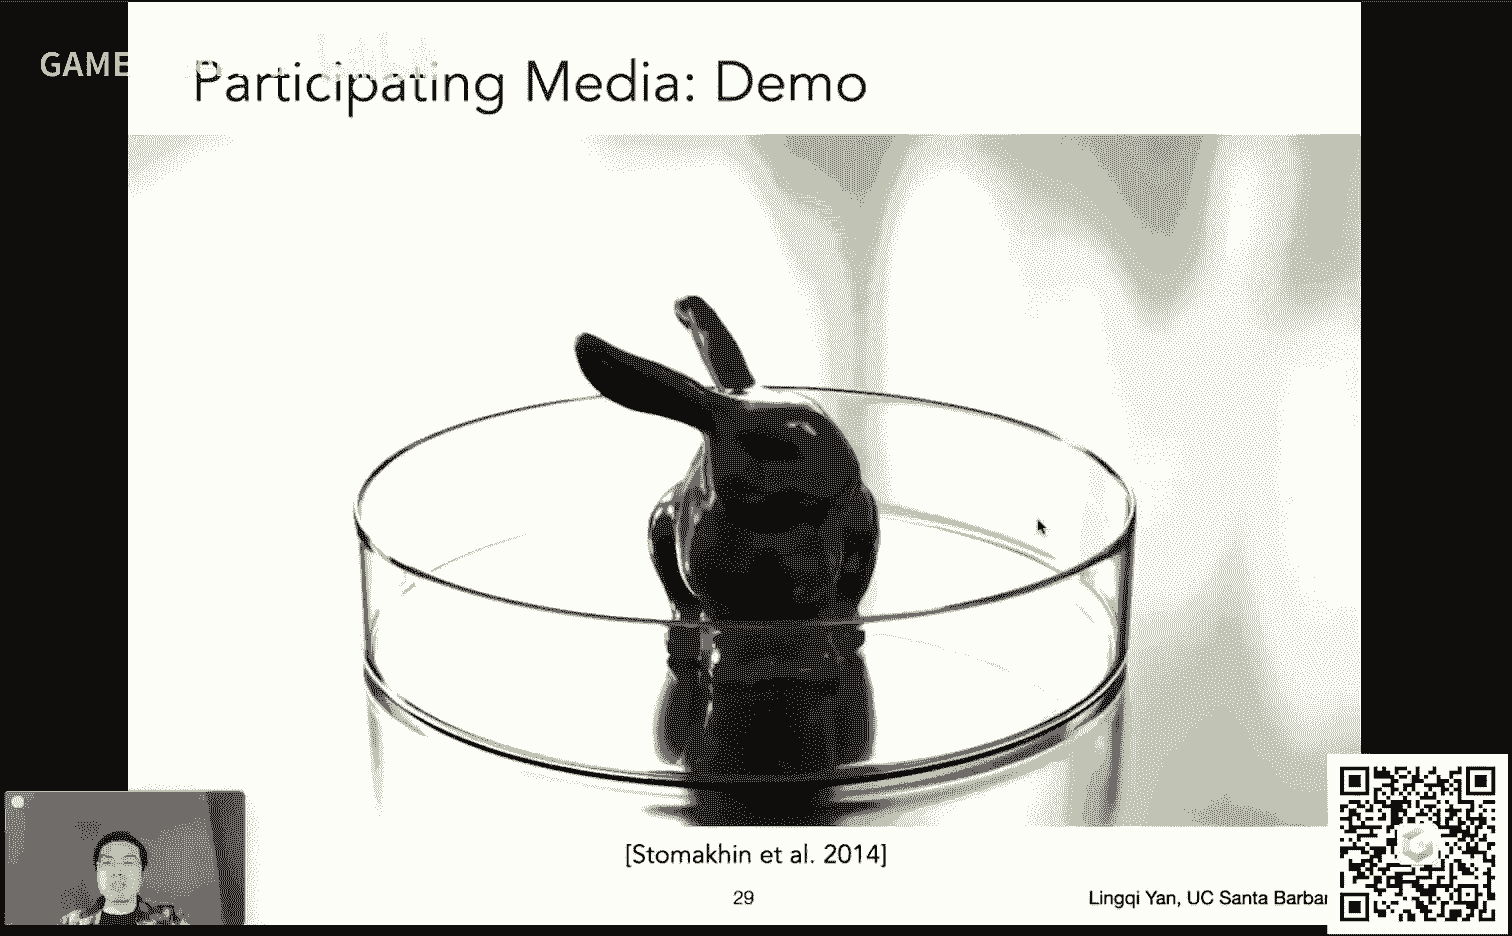 GAME
Participating Media: Demo
[Stomakhin et al. 2014]
29
Lingqi Yan, UC Santa Barbar